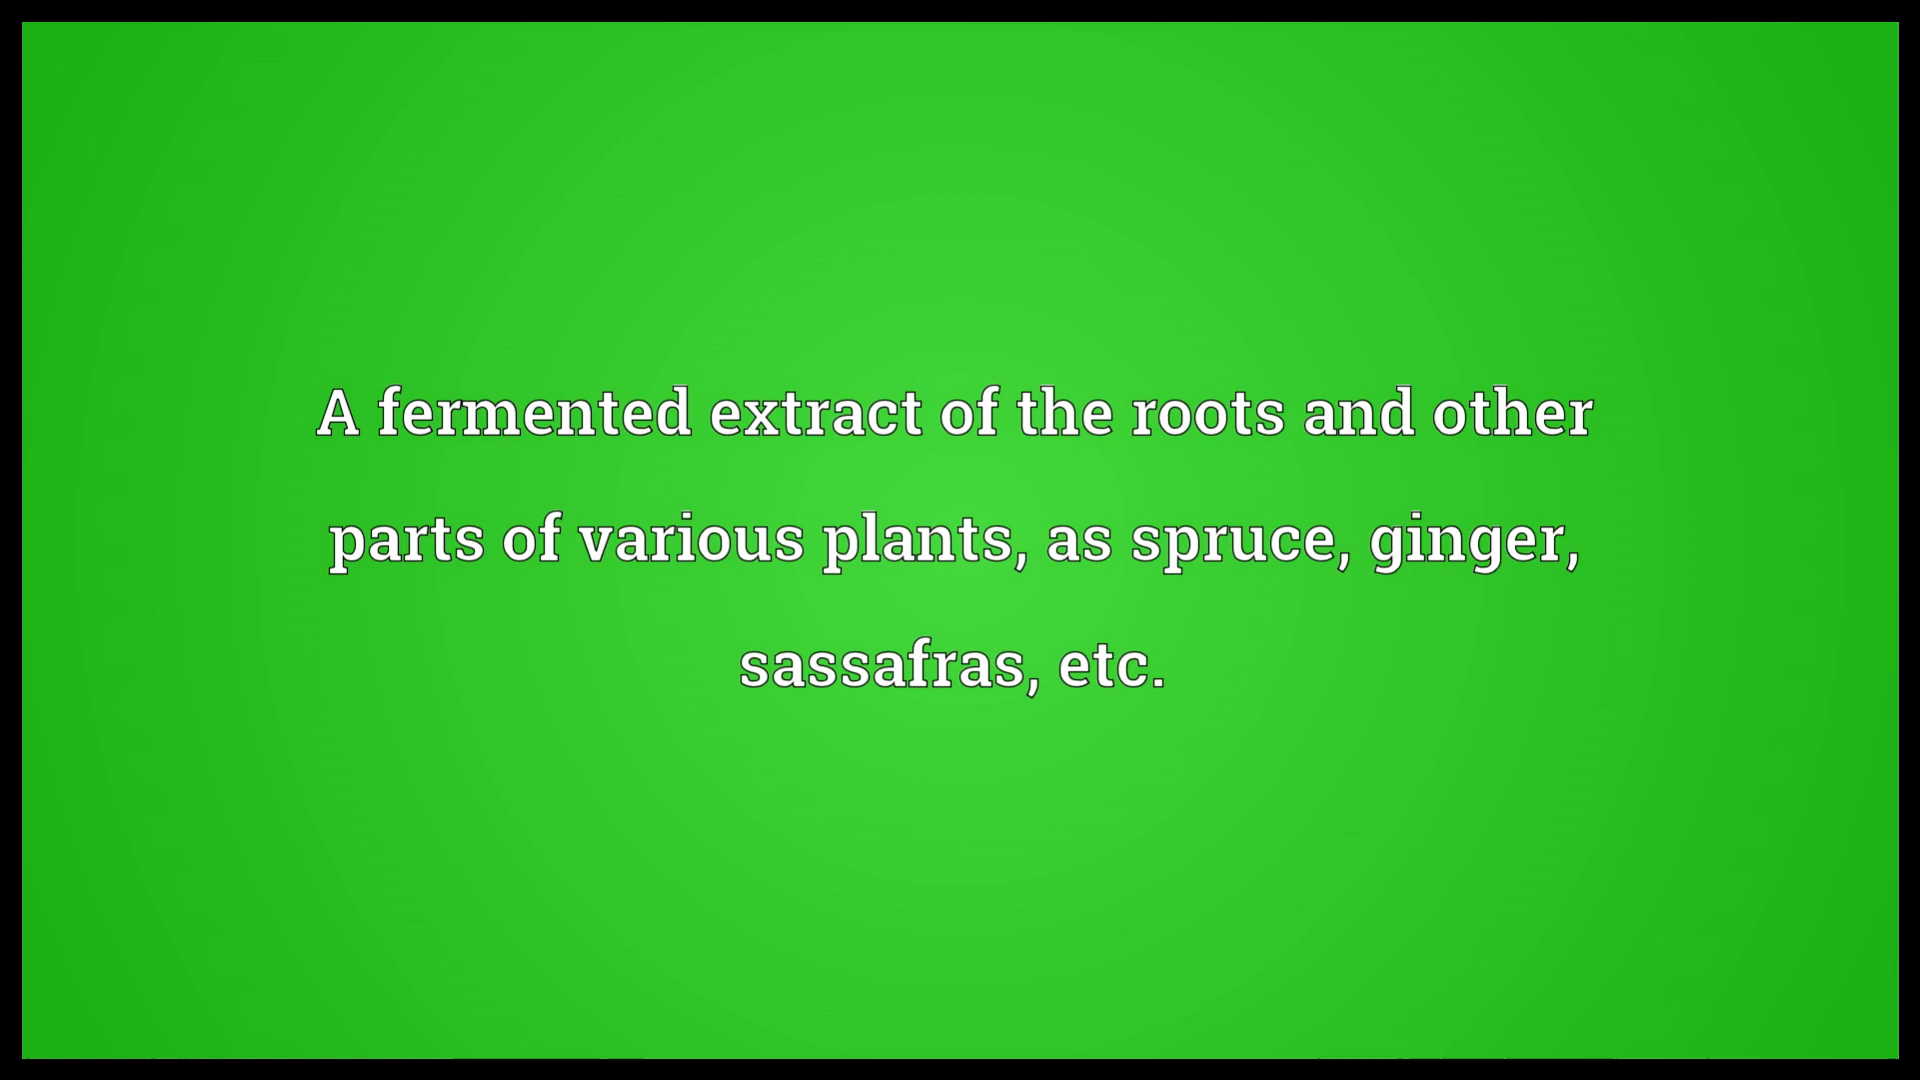 A fermented extract of the roots and other
parts of various plants, as spruce, ginger,
sassafras, etc.